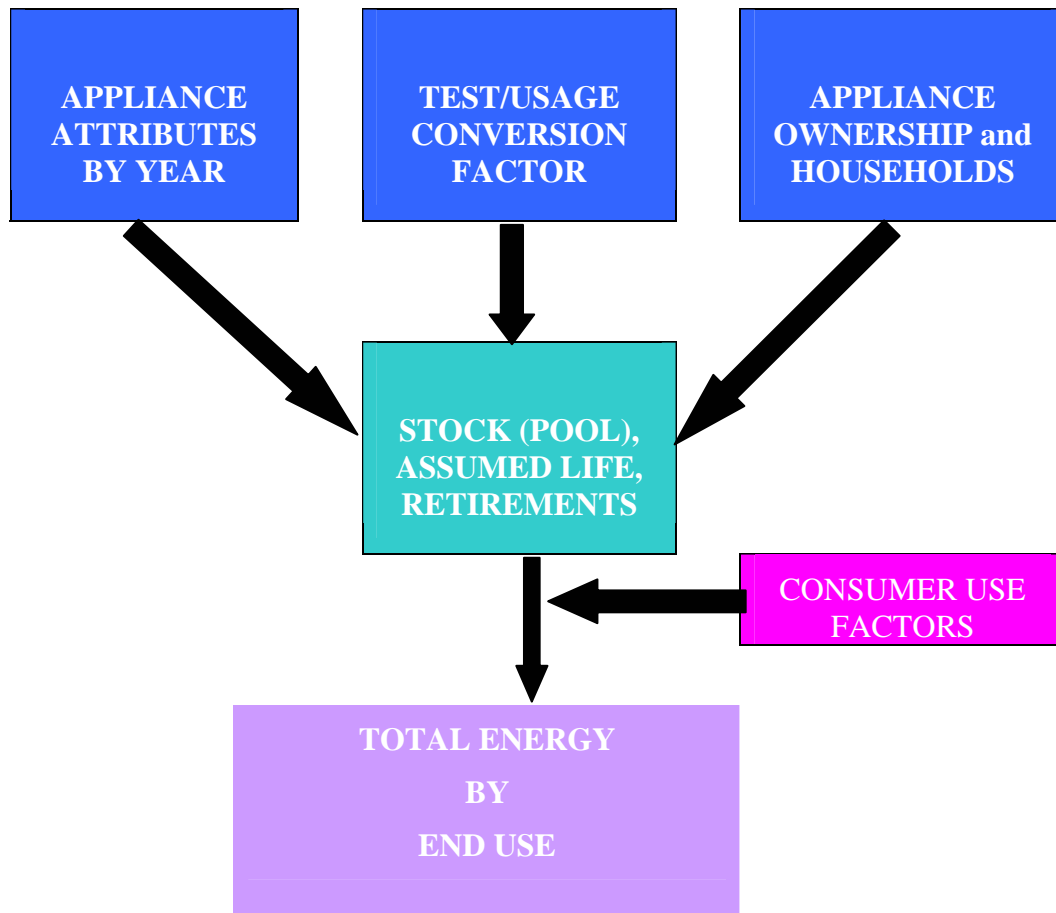 APPLIANCE
ATTRIBUTES
BY YEAR
TEST/USAGE
CONVERSION
FACTOR
APPLIANCE
OWNERSHIP and
HOUSEHOLDS
STOCK (POOL),
ASSUMED LIFE,
RETIREMENTS
CONSUMER USE
FACTORS
TOTAL ENERGY
BY
END USE